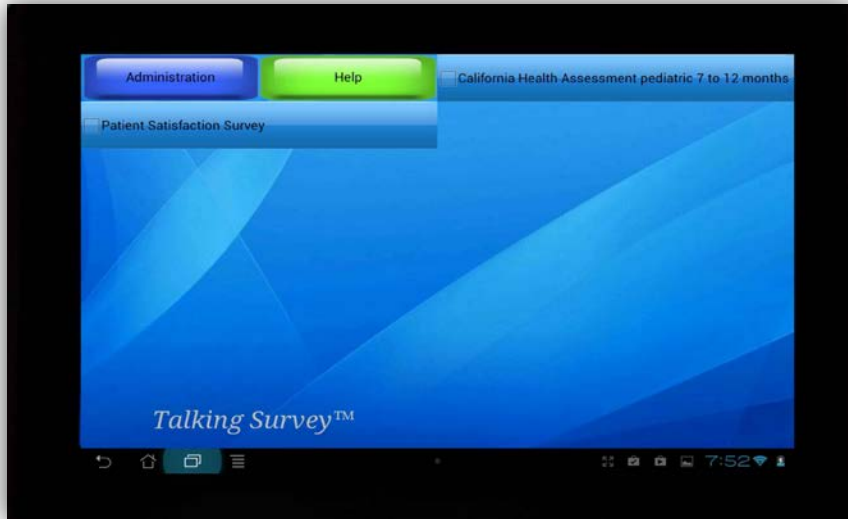 Administration
Help
California Health Assessment pediatric 7 to 12 months
Patient Satisfaction Survey
Talking Survey™
7:52